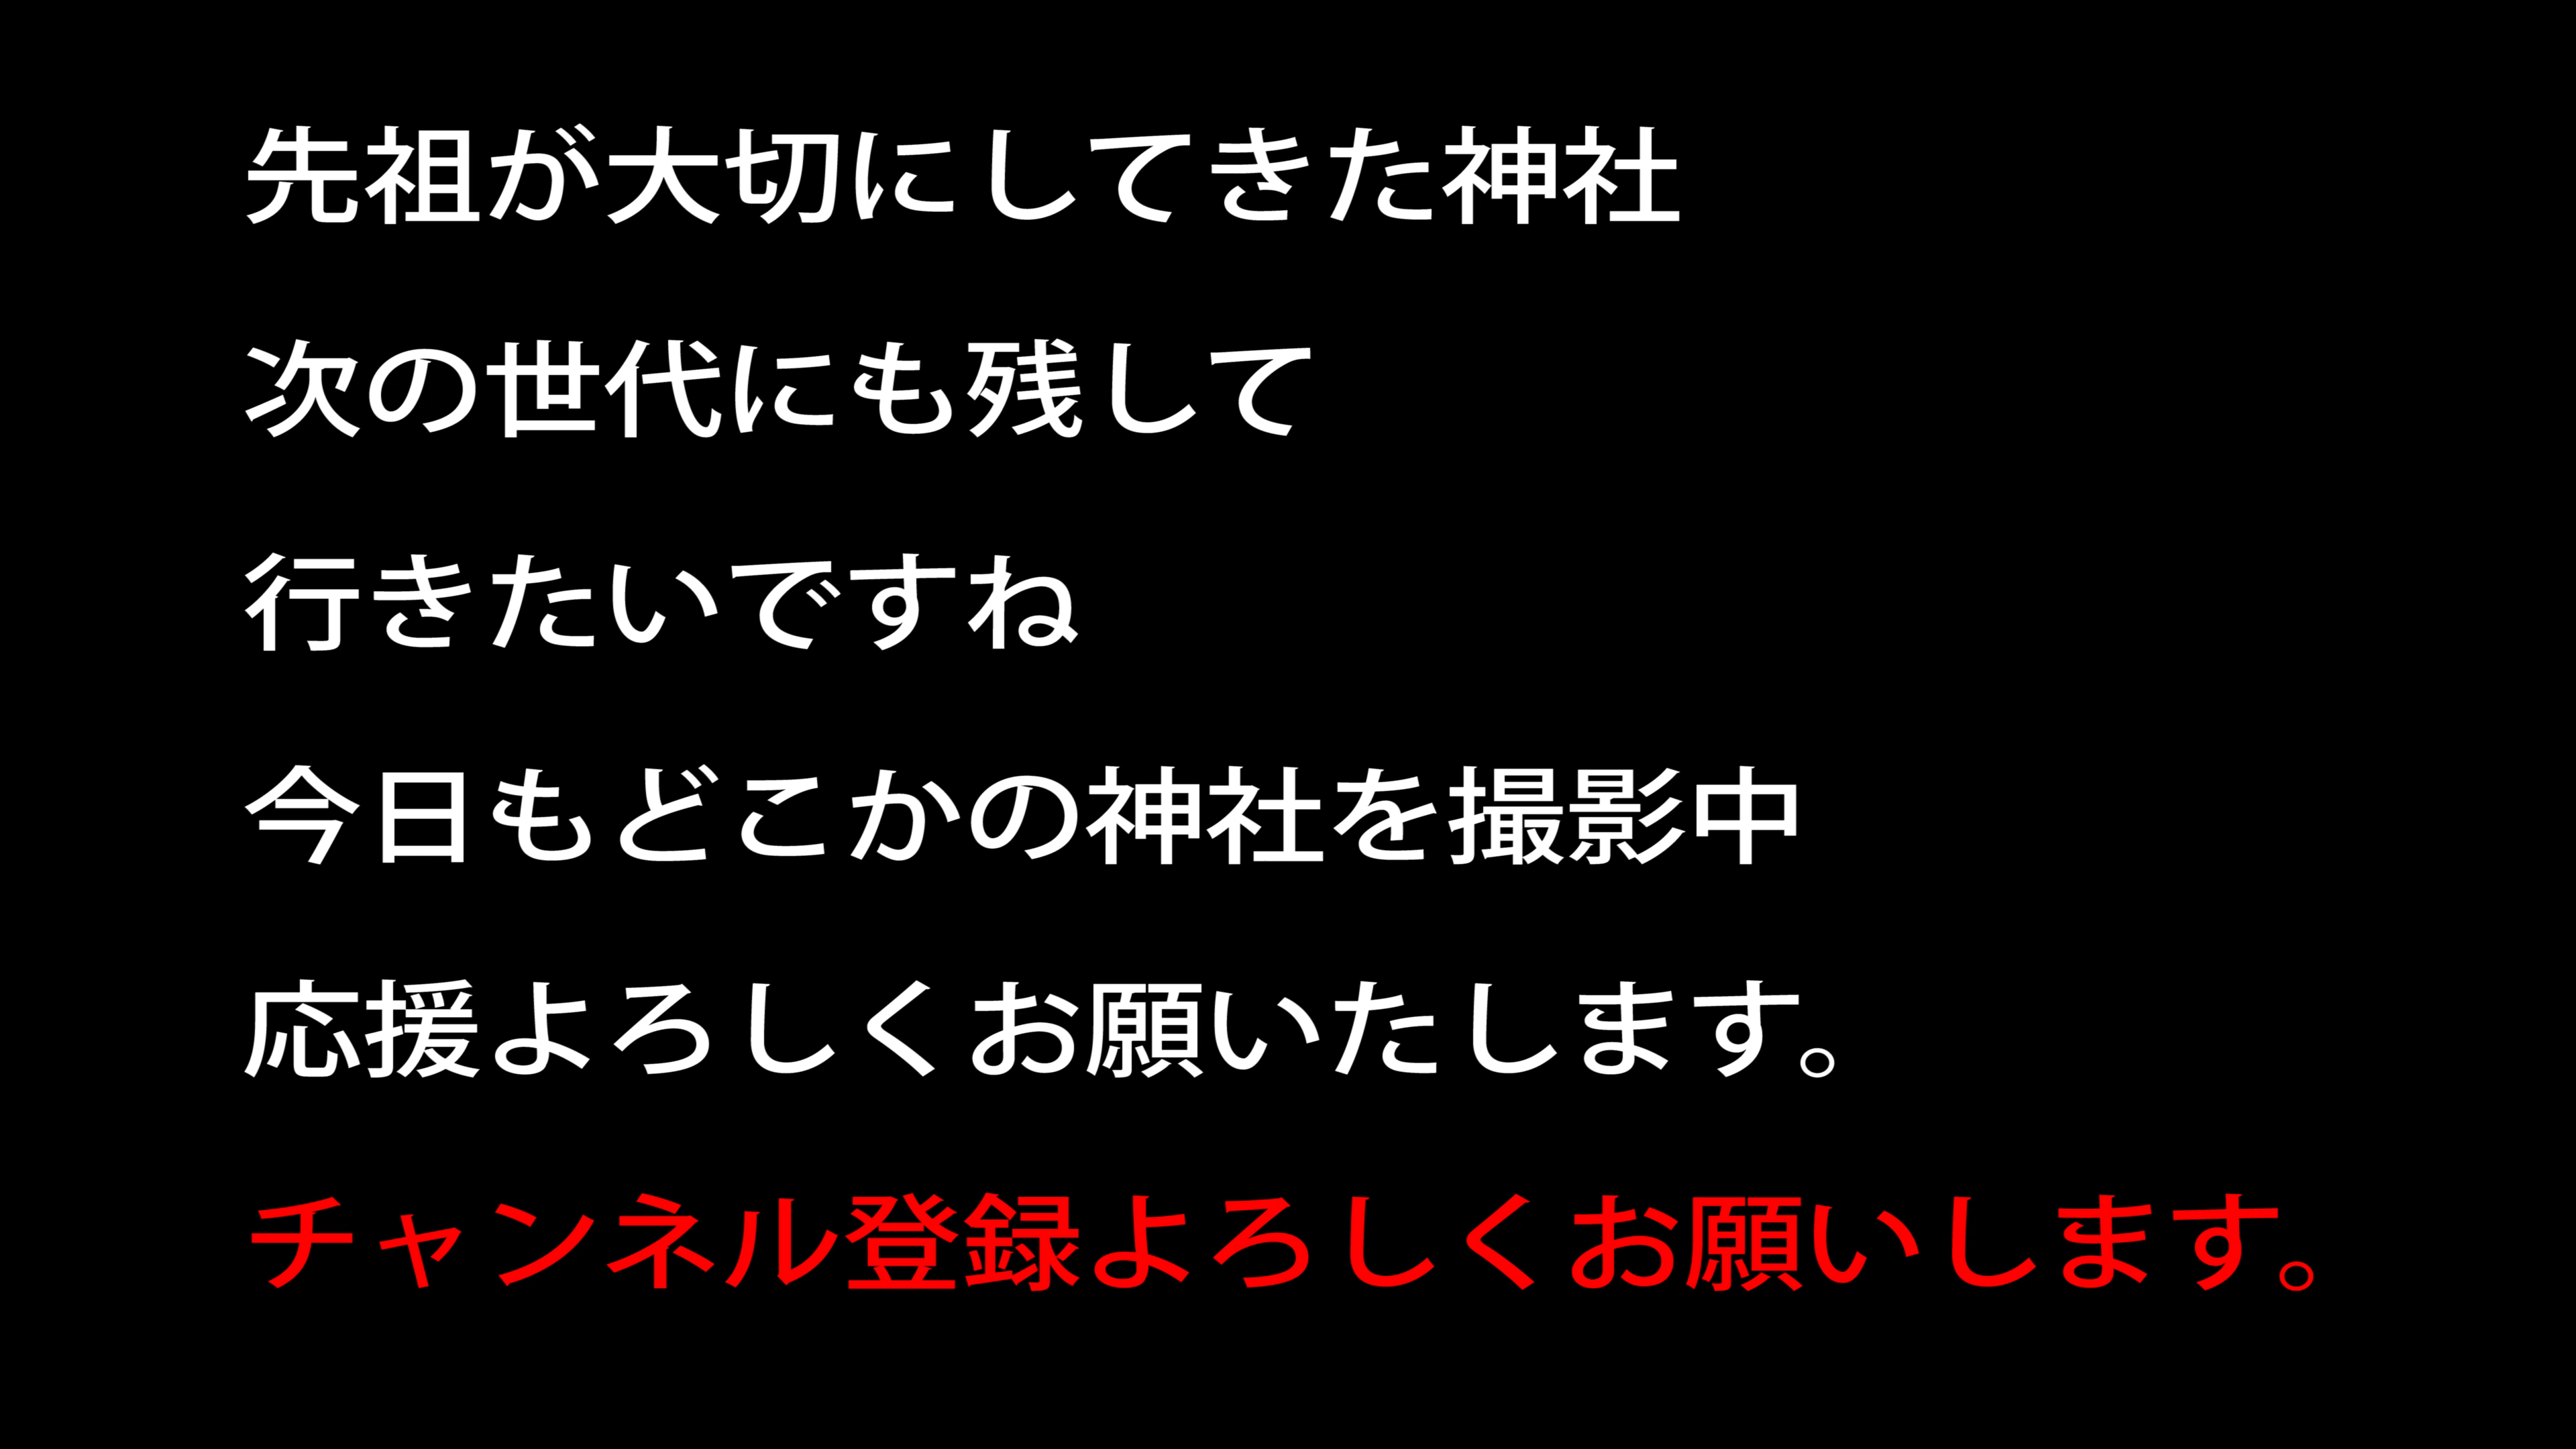 先祖が大切にしてきた神社
次の世代にも残して
行きたいですね
今日もどこかの神社を撮影中
応援よろしくお願いたします。
チャンネル登録よろしくお願いします。